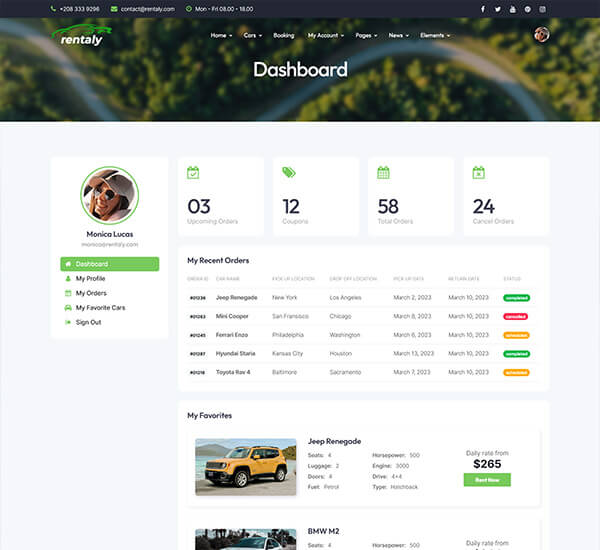 +208 333 9296 contact@rentaly.com Mon - Fri 08.00 - 18.00
rentaly Home Cars Booking My Account Pages News Elements
Dashboard
03 12 58 24
Upcoming Orders Coupons Total Orders Cancel Orders
Monica Lucas
monica@rentaly.com
Dashboard
My Profile
My Orders
My Favorite Cars
Sign Out
My Recent Orders
ORDER ID CAR NAME PICK UP LOCATION DROP OFF LOCATION PICK UP DATE RETURN DATE STATUS
#01236 Jeep Renegade New York Los Angeles March 2, 2023 March 10, 2023 completed
#01263 Mini Cooper San Fransisco Chicago March 8, 2023 March 10, 2023 cancelled
#01245 Ferrari Enzo Philadelphia Washington March 6, 2023 March 10, 2023 scheduled
#01287 Hyundai Staria Kansas City Houston March 13, 2023 March 10, 2023 completed
#01216 Toyota Rav 4 Baltimore Sacramento March 7, 2023 March 10, 2023 scheduled
My Favorites
Jeep Renegade
Seats: 4 Horsepower: 500
Luggage: 2 Engine: 3000
Doors: 4 Drive: 4×4
Fuel: Petrol Type: Hatchback
Daily rate from
$265
Rent Now
BMW M2
Seats: 4 Horsepower: 500
Daily rate from